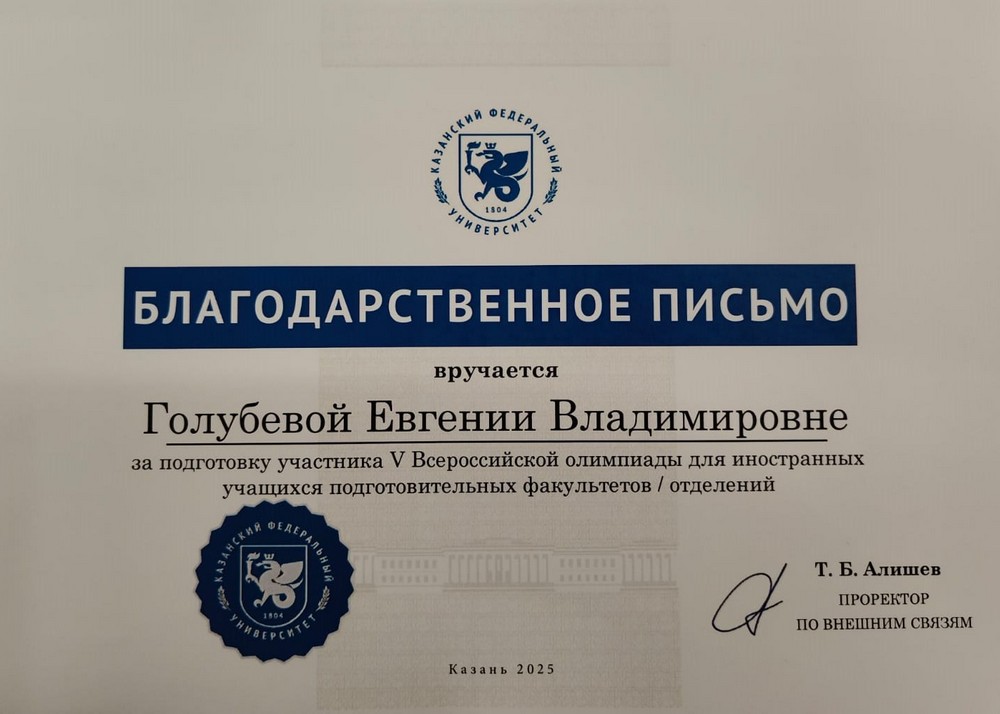 КАЗАНСКИЙ ФЕДЕРАЛЬНЫЙ
УНИВЕРСИТЕТ
1804
БЛАГОДАРСТВЕННОЕ ПИСЬМО
вручается
Голубевой Евгении Владимировне
за подготовку участника V Всероссийской олимпиады для иностранных
учащихся подготовительных факультетов / отделений
КАЗАНСКИЙ ФЕДЕРАЛЬНЫЙ
УНИВЕРСИТЕТ
1804
Т. Б. Алишев
ПРОРЕКТОР
ПО ВНЕШНИМ СВЯЗЯМ
Казань 2025